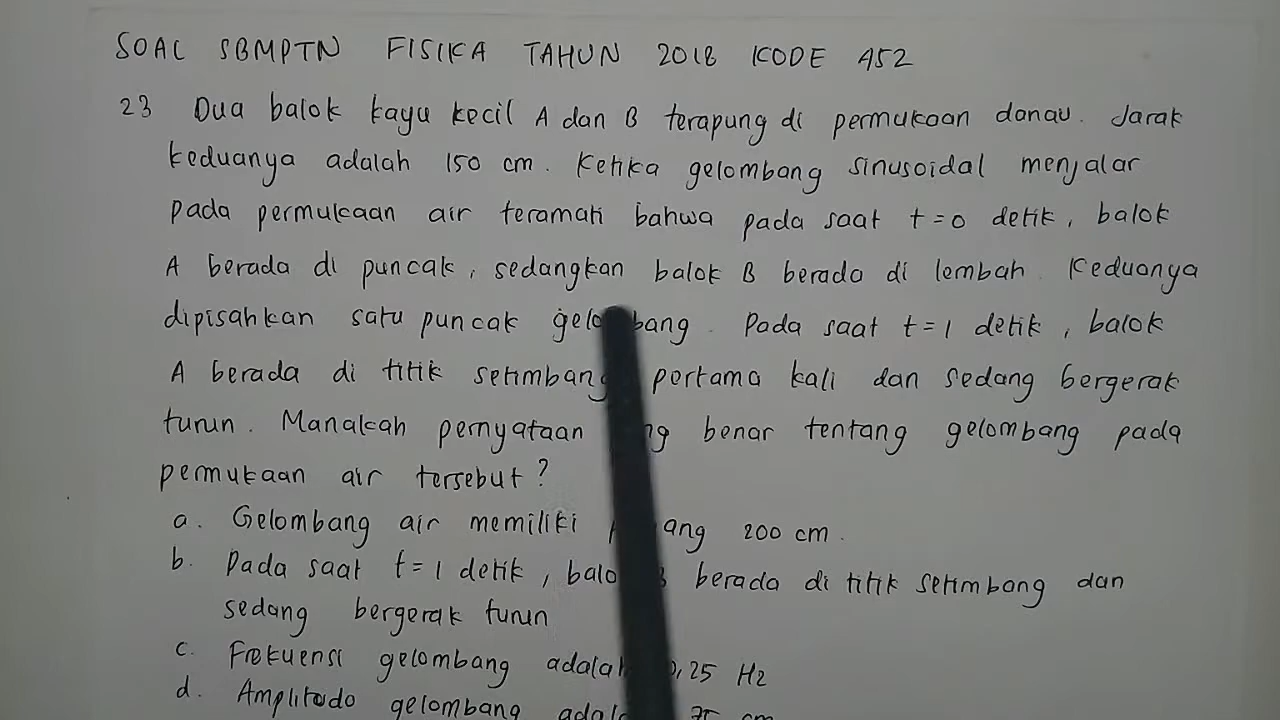 SOAL SBMPTN FISIKA TAHUN 2018 KODE 452
23 Dua balok kayu kecil A dan B terapung di permukaan danau. Jarak
keduanya adalah 150 cm. Ketika gelombang sinusoidal menjalar
pada permukaan air teramati bahwa pada saat t=0 detik, balok
A berada di puncak, sedangkan balok B berada di lembah. Keduanya
dipisahkan satu puncak gelombang. Pada saat t=1 detik, balok
A berada di titik setimbang pertama kali dan sedang bergerak
turun. Manakah pernyataan benar tentang gelombang pada
permukaan air tersebut?
a. Gelombang air memiliki 200 cm.
b. Pada saat t=1 detik, berada di titik setimbang dan
sedang bergerak turun
c. Frekuensi gelombang adalah ,25 Hz
d. Amplitudo gelombang